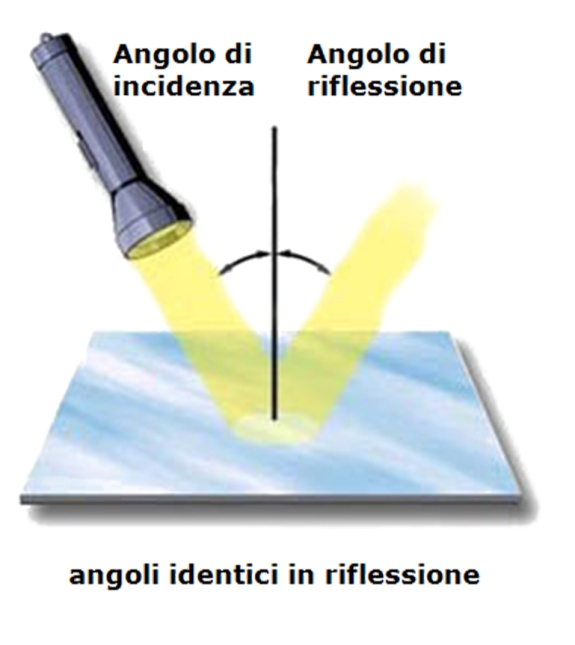 Angolo di
incidenza
Angolo di
riflessione
angoli identici in riflessione